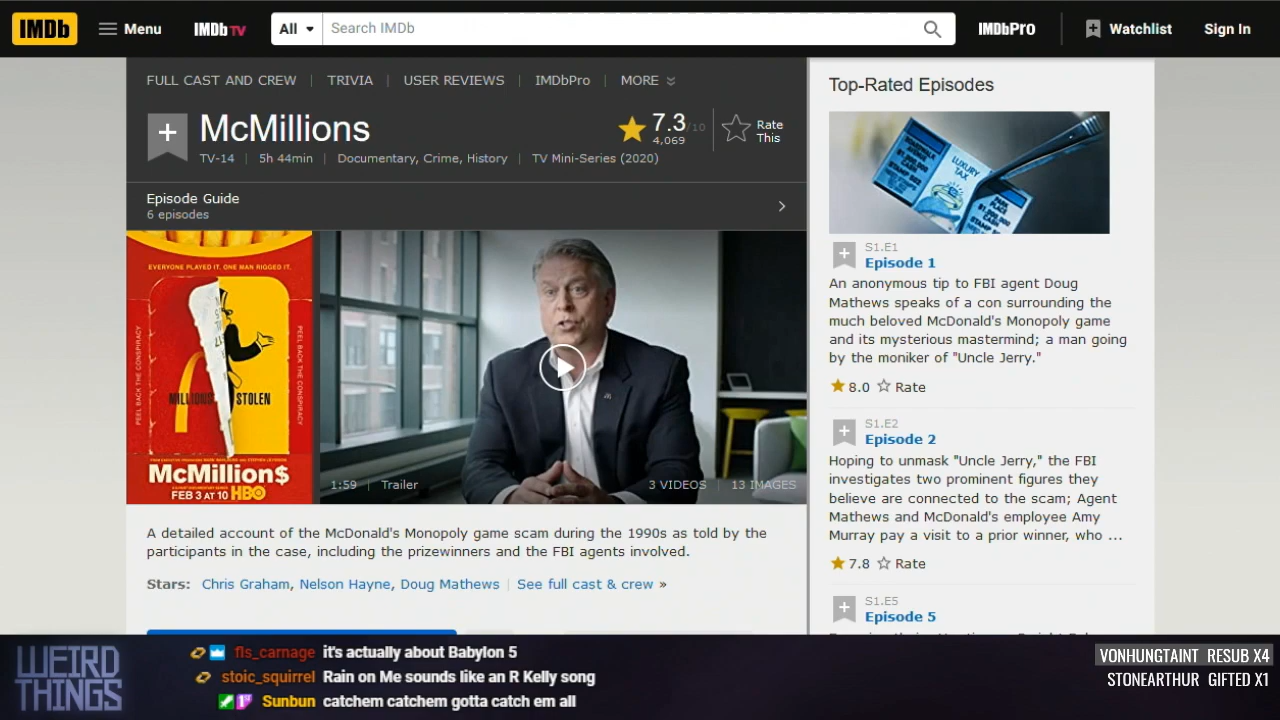 IMDb
Menu
IMDb TV
All
Search IMDb
IMDbPRO
Watchlist
Sign In
FULL CAST AND CREW | TRIVIA | USER REVIEWS | IMDbPro | MORE
McMillions
7.3/10
4,069
Rate This
TV-14 | 5h 44min | Documentary, Crime, History | TV Mini-Series (2020)
Episode Guide
6 episodes
EVERYONE PLAYED IT. ONE MAN RIGGED IT.
PEEL BACK THE CONSPIRACY
PEEL BACK THE CONSPIRACY
MILLIONS STOLEN
McMillion$
FEB 3 AT 10 HBO
1:59 | Trailer
3 VIDEOS | 13 IMAGES
A detailed account of the McDonald's Monopoly game scam during the 1990s as told by the
participants in the case, including the prizewinners and the FBI agents involved.
Stars: Chris Graham, Nelson Hayne, Doug Mathews | See full cast & crew »
Top-Rated Episodes
LUXURY
TAX
S1.E1
Episode 1
An anonymous tip to FBI agent Doug
Mathews speaks of a con surrounding the
much beloved McDonald's Monopoly game
and its mysterious mastermind; a man going
by the moniker of "Uncle Jerry."
8.0 Rate
S1.E2
Episode 2
Hoping to unmask "Uncle Jerry," the FBI
investigates two prominent figures they
believe are connected to the scam; Agent
Mathews and McDonald's employee Amy
Murray pay a visit to a prior winner, who ...
7.8 Rate
S1.E5
Episode 5
WEIRD
THINGS
fls_carnage it's actually about Babylon 5
stoic_squirrel Rain on Me sounds like an R Kelly song
Sunbun catchem catchem gotta catch em all
VONHUNGTAINT RESUB X4
STONEARTHUR GIFTED X1